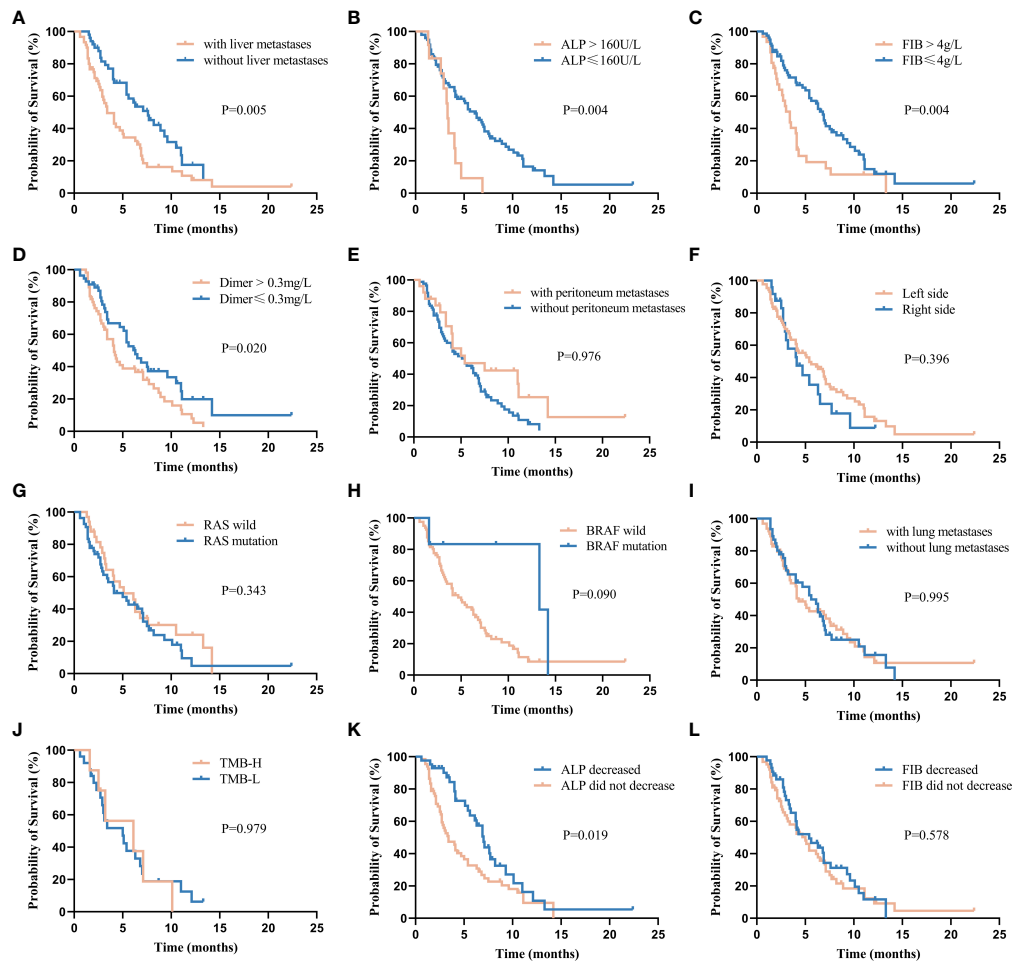 A
Probability of Survival (%)
100
80
60
40
20
0
with liver metastases
without liver metastases
P=0.005
0 5 10 15 20 25
Time (months)
B
Probability of Survival (%)
100
80
60
40
20
0
ALP > 160U/L
ALP≤160U/L
P=0.004
0 5 10 15 20 25
Time (months)
C
Probability of Survival (%)
100
80
60
40
20
0
FIB > 4g/L
FIB≤4g/L
P=0.004
0 5 10 15 20 25
Time (months)
D
Probability of Survival (%)
100
80
60
40
20
0
Dimer > 0.3mg/L
Dimer≤ 0.3mg/L
P=0.020
0 5 10 15 20 25
Time (months)
E
Probability of Survival (%)
100
80
60
40
20
0
with peritoneum metastases
without peritoneum metastases
P=0.976
0 5 10 15 20 25
Time (months)
F
Probability of Survival (%)
100
80
60
40
20
0
Left side
Right side
P=0.396
0 5 10 15 20 25
Time (months)
G
Probability of Survival (%)
100
80
60
40
20
0
RAS wild
RAS mutation
P=0.343
0 5 10 15 20 25
Time (months)
H
Probability of Survival (%)
100
80
60
40
20
0
BRAF wild
BRAF mutation
P=0.090
0 5 10 15 20 25
Time (months)
I
Probability of Survival (%)
100
80
60
40
20
0
with lung metastases
without lung metastases
P=0.995
0 5 10 15 20 25
Time (months)
J
Probability of Survival (%)
100
80
60
40
20
0
TMB-H
TMB-L
P=0.979
0 5 10 15 20 25
Time (months)
K
Probability of Survival (%)
100
80
60
40
20
0
ALP decreased
ALP did not decrease
P=0.019
0 5 10 15 20 25
Time (months)
L
Probability of Survival (%)
100
80
60
40
20
0
FIB decreased
FIB did not decrease
P=0.578
0 5 10 15 20 25
Time (months)